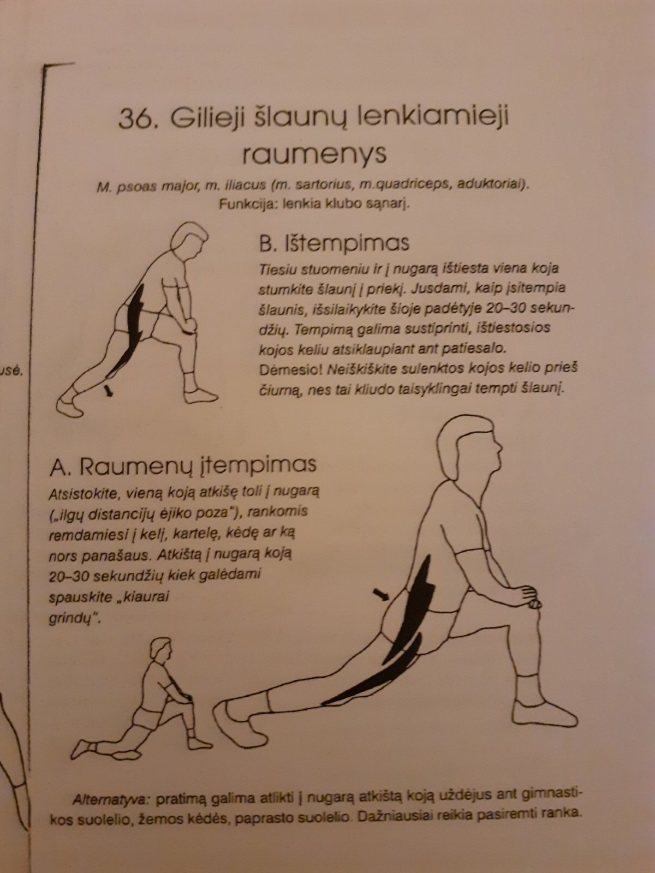 36. Gilieji šlaunų lenkiamieji
raumenys
M. psoas major, m. iliacus (m. sartorius, m.quadriceps, aduktoriai).
Funkcija: lenkia klubo sąnarį.
B. Ištempimas
Tiesiu stuomeniu ir į nugarą ištiesta viena koja
stumkite šlaunį į priekį. Jusdami, kaip įsitempia
šlaunis, išsilaikykite šioje padėtyje 20–30 sekun-
džių. Tempimą galima sustiprinti, ištiestosios
kojos keliu atsiklaupiant ant patiesalo.
Dėmesio! Neiškiškite sulenktos kojos kelio prieš
čiurną, nes tai kliudo taisyklingai tempti šlaunį.
A. Raumenų įtempimas
Atsistokite, vieną koją atkišę toli į nugarą
(„ilgų distancijų ėjiko poza“), rankomis
remdamiesi į kelį, kartelę, kėdę ar ką
nors panašaus. Atkištą į nugarą koją
20–30 sekundžių kiek galėdami
spauskite „kiaurai
grindų“.
Alternatyva: pratimą galima atlikti į nugarą atkištą koją uždėjus ant gimnasti-
kos suolelio, žemos kėdės, paprasto suolelio. Dažniausiai reikia pasiremti ranka.